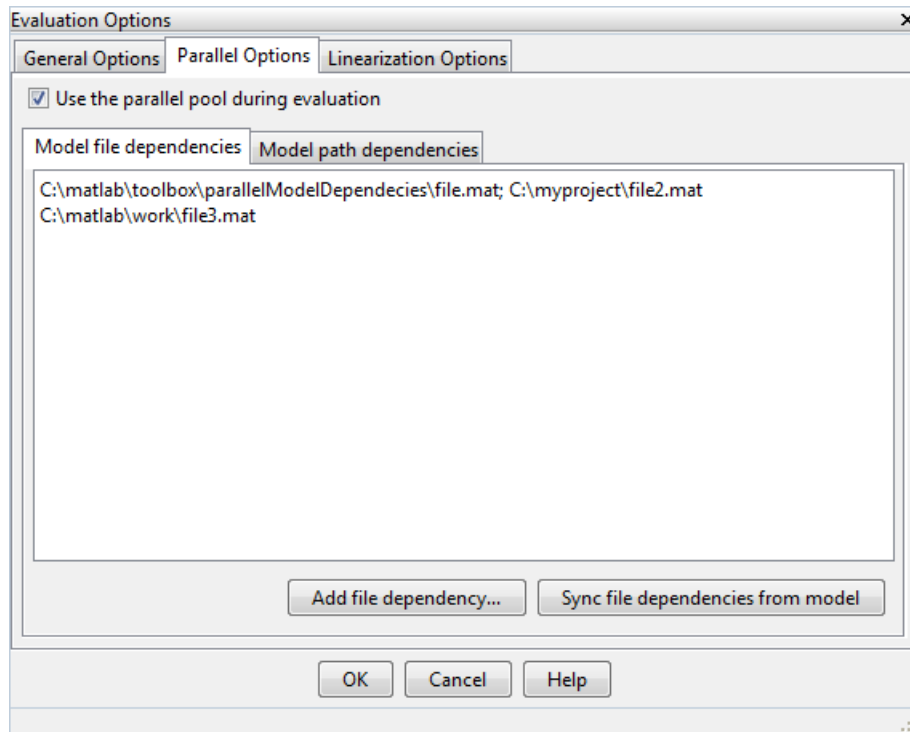 Evaluation Options
General Options Parallel Options Linearization Options
Use the parallel pool during evaluation
Model file dependencies Model path dependencies
C:\matlab\toolbox\parallelModelDependecies\file.mat; C:\myproject\file2.mat
C:\matlab\work\file3.mat
Add file dependency... Sync file dependencies from model
OK Cancel Help